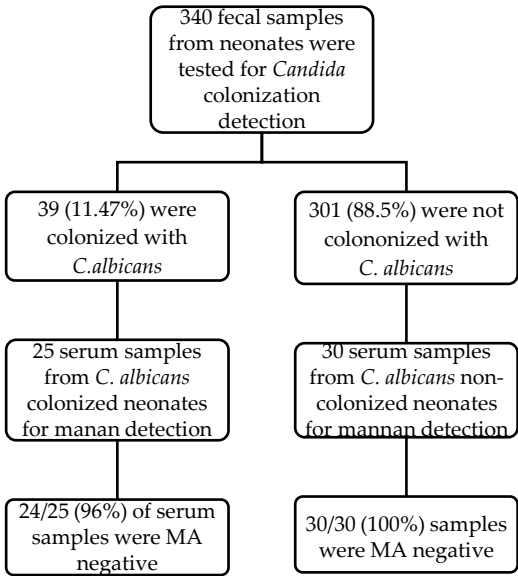 340 fecal samples
from neonates were
tested for Candida
colonization
detection
39 (11.47%) were
colonized with
C.albicans
301 (88.5%) were not
colononized with
C. albicans
25 serum samples
from C. albicans
colonized neonates
for manan detection
30 serum samples
from C. albicans non-
colonized neonates
for mannan detection
24/25 (96%) of serum
samples were MA
negative
30/30 (100%) samples
were MA negative